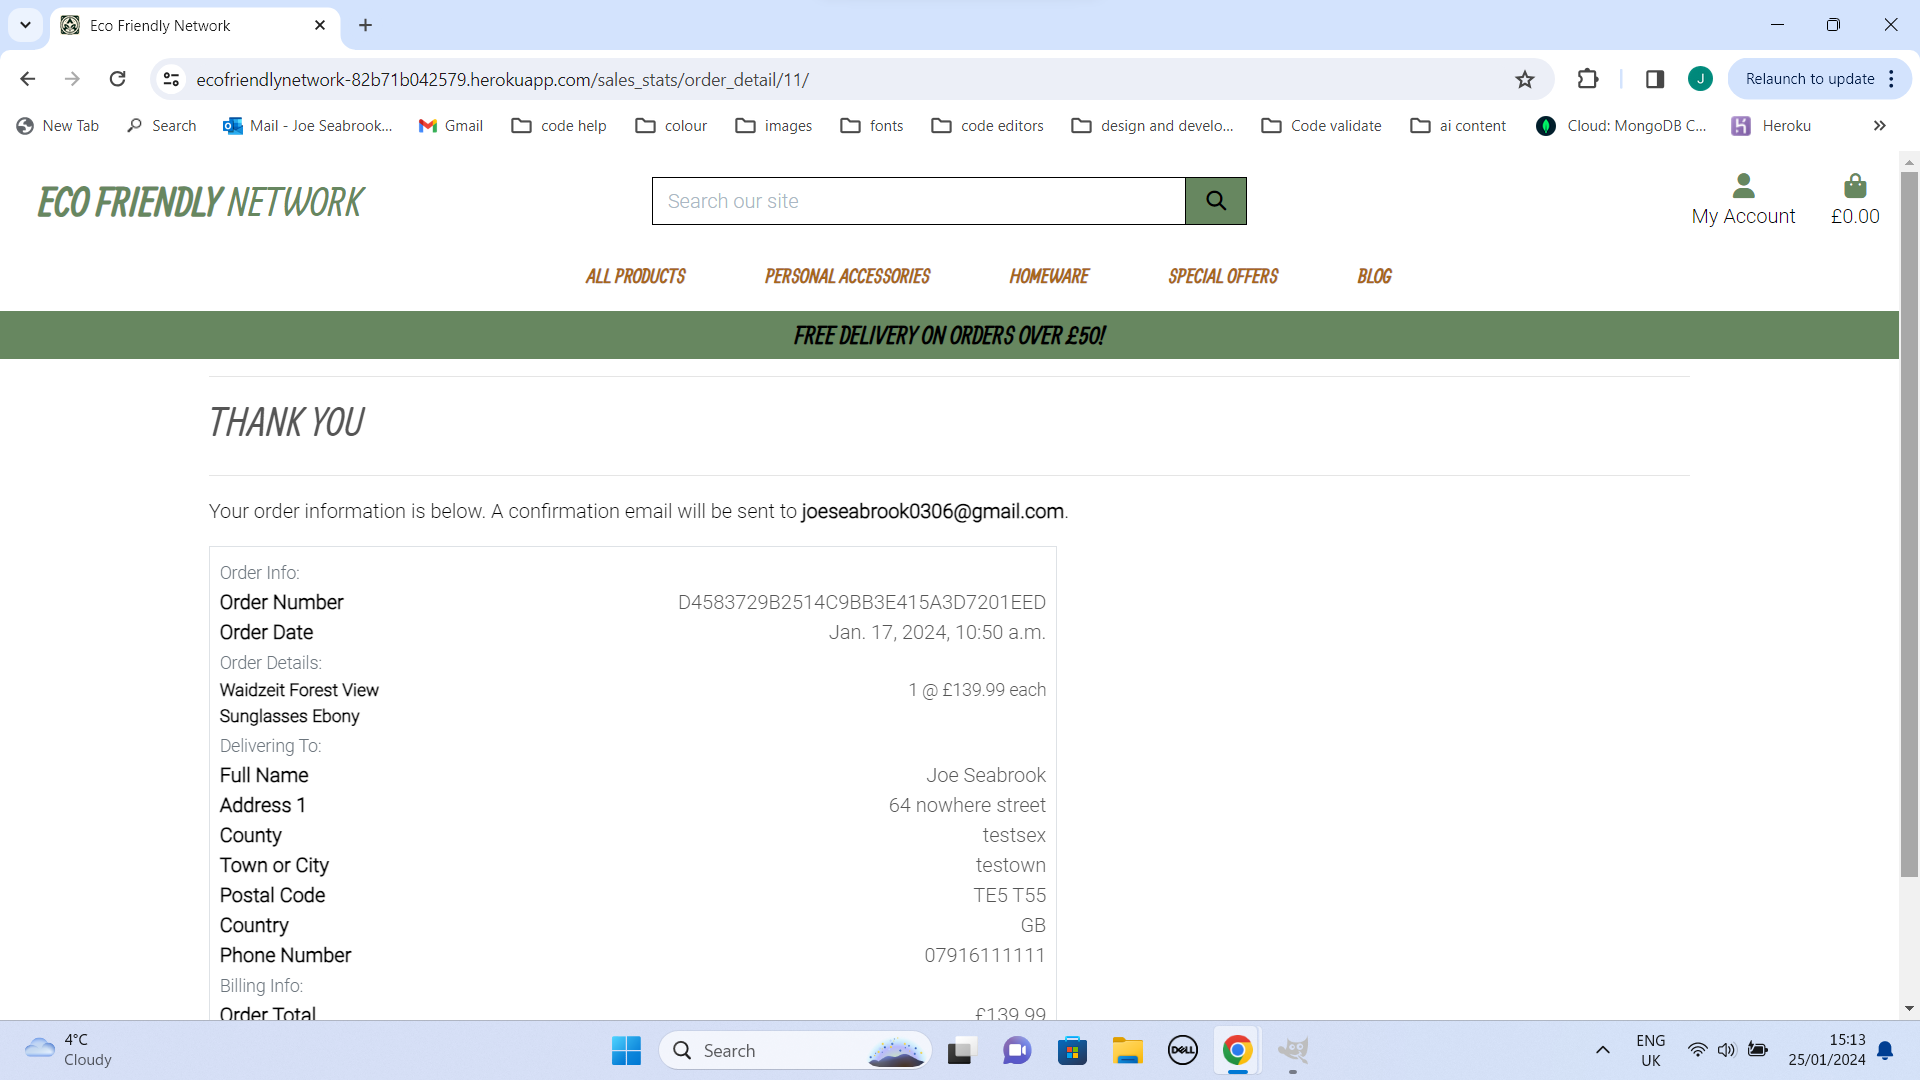 Eco Friendly Network
ecofriendlynetwork-82b71b042579.herokuapp.com/sales_stats/order_detail/11/
J
Relaunch to update
New Tab Search Mail - Joe Seabrook... Gmail code help colour images fonts code editors design and develo... Code validate ai content Cloud: MongoDB C... Heroku
ECO FRIENDLY NETWORK
Search our site
My Account
£0.00
ALL PRODUCTS PERSONAL ACCESSORIES HOMEWARE SPECIAL OFFERS BLOG
FREE DELIVERY ON ORDERS OVER £50!
THANK YOU
Your order information is below. A confirmation email will be sent to joeseabrook0306@gmail.com.
Order Info:
Order Number D4583729B2514C9BB3E415A3D7201EED
Order Date Jan. 17, 2024, 10:50 a.m.
Order Details:
Waidzeit Forest View 1 @ £139.99 each
Sunglasses Ebony
Delivering To:
Full Name Joe Seabrook
Address 1 64 nowhere street
County testsex
Town or City testown
Postal Code TE5 T55
Country GB
Phone Number 07916111111
Billing Info:
Order Total £139.99
4°C
Cloudy
Search
DELL
ENG
UK
15:13
25/01/2024